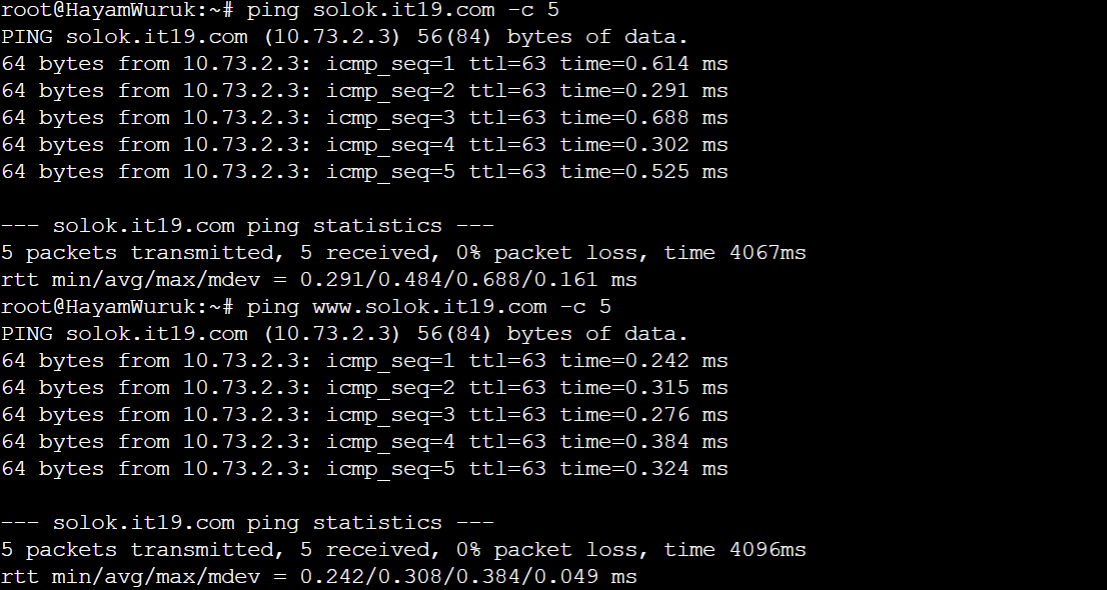 root@HayamWuruk:~# ping solok.it19.com -c 5
PING solok.it19.com (10.73.2.3) 56(84) bytes of data.
64 bytes from 10.73.2.3: icmp_seq=1 ttl=63 time=0.614 ms
64 bytes from 10.73.2.3: icmp_seq=2 ttl=63 time=0.291 ms
64 bytes from 10.73.2.3: icmp_seq=3 ttl=63 time=0.688 ms
64 bytes from 10.73.2.3: icmp_seq=4 ttl=63 time=0.302 ms
64 bytes from 10.73.2.3: icmp_seq=5 ttl=63 time=0.525 ms

--- solok.it19.com ping statistics ---
5 packets transmitted, 5 received, 0% packet loss, time 4067ms
rtt min/avg/max/mdev = 0.291/0.484/0.688/0.161 ms
root@HayamWuruk:~# ping www.solok.it19.com -c 5
PING solok.it19.com (10.73.2.3) 56(84) bytes of data.
64 bytes from 10.73.2.3: icmp_seq=1 ttl=63 time=0.242 ms
64 bytes from 10.73.2.3: icmp_seq=2 ttl=63 time=0.315 ms
64 bytes from 10.73.2.3: icmp_seq=3 ttl=63 time=0.276 ms
64 bytes from 10.73.2.3: icmp_seq=4 ttl=63 time=0.384 ms
64 bytes from 10.73.2.3: icmp_seq=5 ttl=63 time=0.324 ms

--- solok.it19.com ping statistics ---
5 packets transmitted, 5 received, 0% packet loss, time 4096ms
rtt min/avg/max/mdev = 0.242/0.308/0.384/0.049 ms